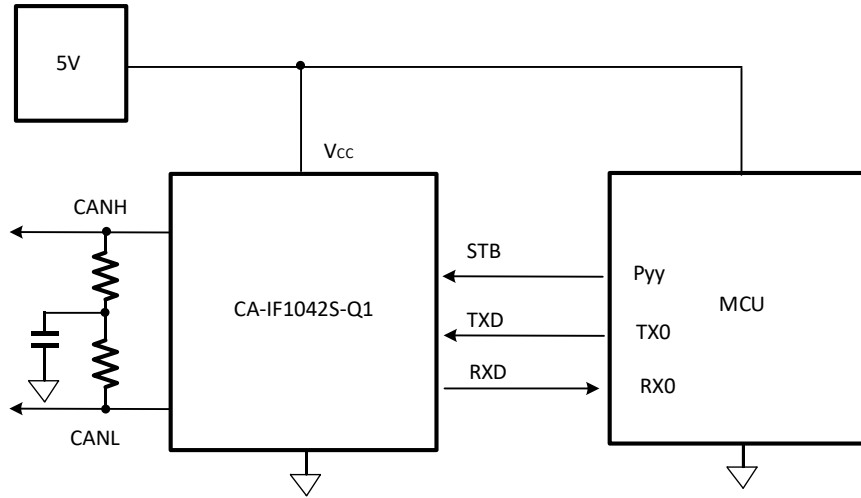 5V
VCC
CANH
STB
Pyy
CA-IF1042S-Q1
MCU
TXD
TX0
RXD
RX0
CANL